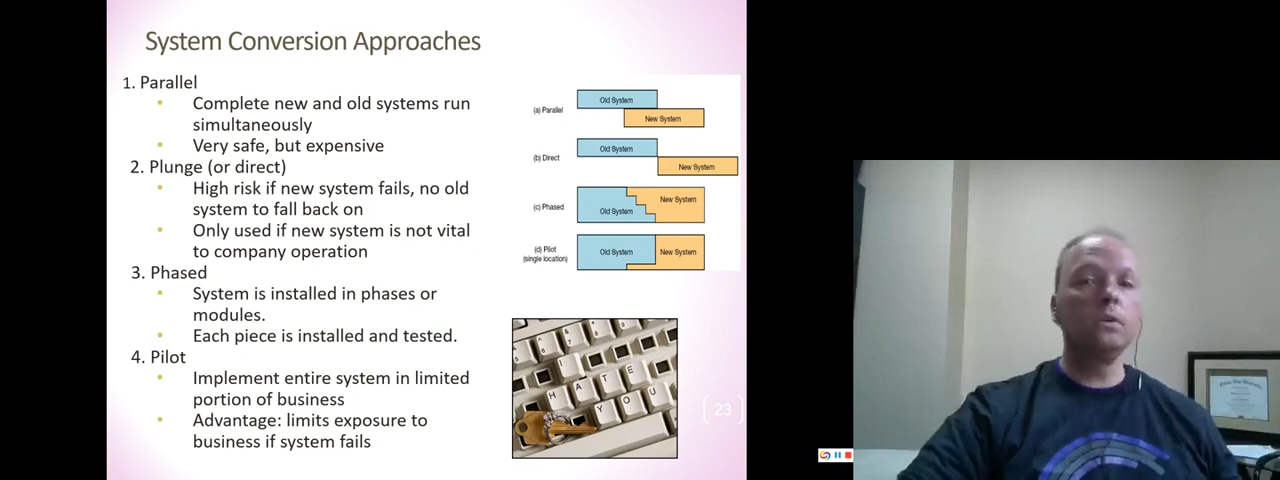 System Conversion Approaches
1. Parallel
• Complete new and old systems run
simultaneously
• Very safe, but expensive
2. Plunge (or direct)
• High risk if new system fails, no old
system to fall back on
• Only used if new system is not vital
to company operation
3. Phased
• System is installed in phases or
modules.
• Each piece is installed and tested.
4. Pilot
• Implement entire system in limited
portion of business
• Advantage: limits exposure to
business if system fails
(a) Parallel
Old System
New System
(b) Direct
Old System
New System
(c) Phased
Old System
New System
(d) Pilot
(single location)
Old System
New System
I
HATE
YOU
23